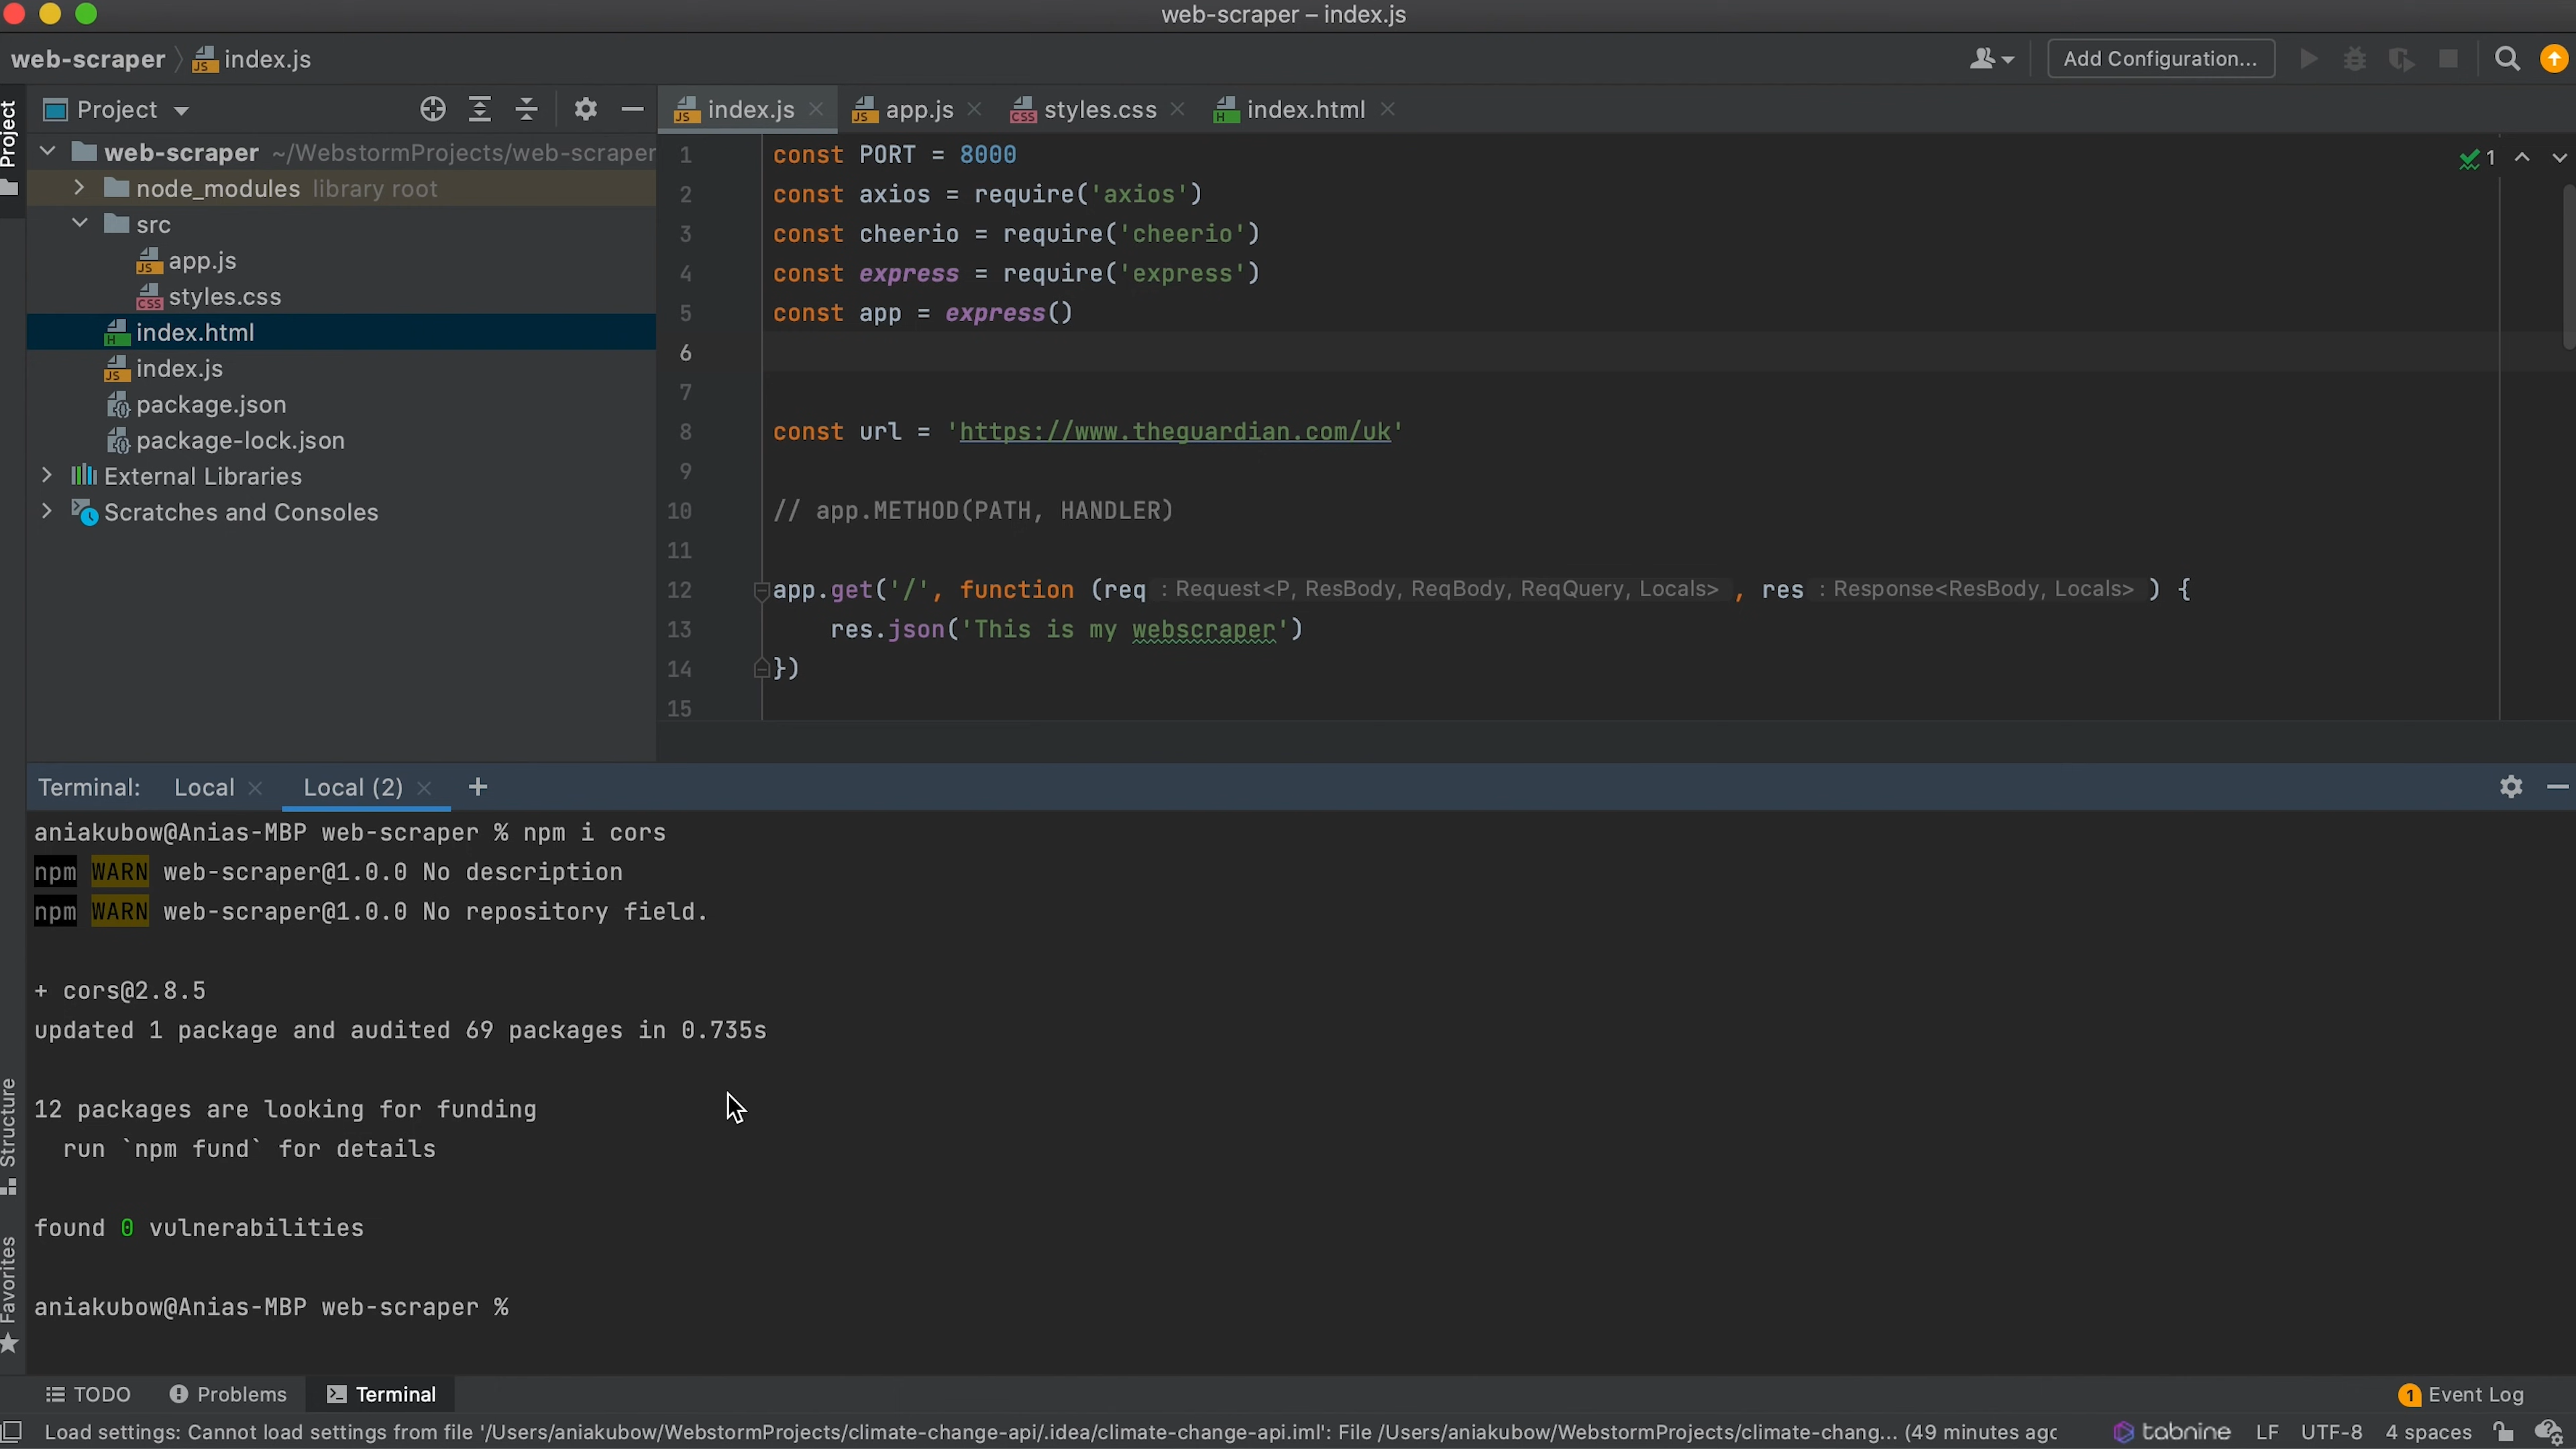 web-scraper – index.js
web-scraper
index.js
Add Configuration...
Project
Project
index.js
app.js
styles.css
index.html
web-scraper ~/WebstormProjects/web-scraper
node_modules library root
src
app.js
styles.css
index.html
index.js
package.json
package-lock.json
External Libraries
Scratches and Consoles
1 const PORT = 8000
2 const axios = require('axios')
3 const cheerio = require('cheerio')
4 const express = require('express')
5 const app = express()
6
7
8 const url = 'https://www.theguardian.com/uk'
9
10 // app.METHOD(PATH, HANDLER)
11
12 app.get('/', function (req : Request<P, ResBody, ReqBody, ReqQuery, Locals> , res : Response<ResBody, Locals> ) {
13 res.json('This is my webscraper')
14 })
15
1
Terminal: Local Local (2) +
aniakubow@Anias-MBP web-scraper % npm i cors
npm WARN web-scraper@1.0.0 No description
npm WARN web-scraper@1.0.0 No repository field.
+ cors@2.8.5
updated 1 package and audited 69 packages in 0.735s
12 packages are looking for funding
run `npm fund` for details
found 0 vulnerabilities
aniakubow@Anias-MBP web-scraper %
Structure
Favorites
TODO
Problems
Terminal
1 Event Log
Load settings: Cannot load settings from file '/Users/aniakubow/WebstormProjects/climate-change-api/.idea/climate-change-api.iml': File /Users/aniakubow/WebstormProjects/climate-chang... (49 minutes ago
tabnine
LF
UTF-8
4 spaces